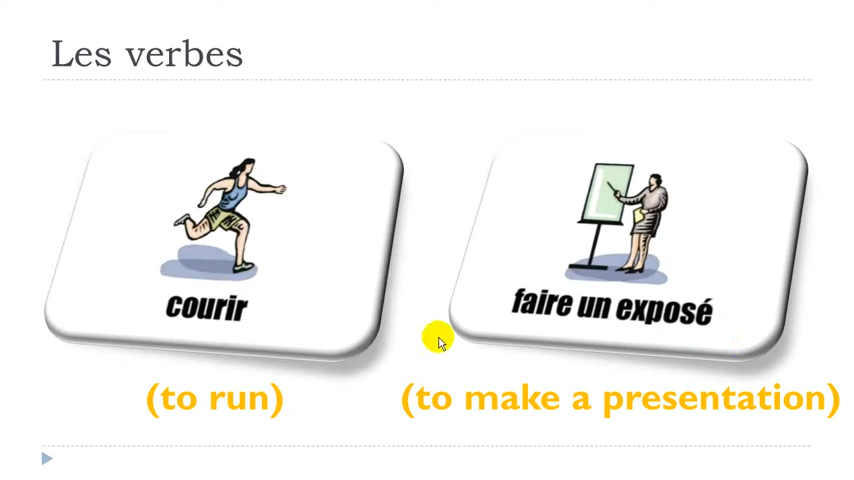 Les verbes
courir
faire un exposé
(to run)
(to make a presentation)